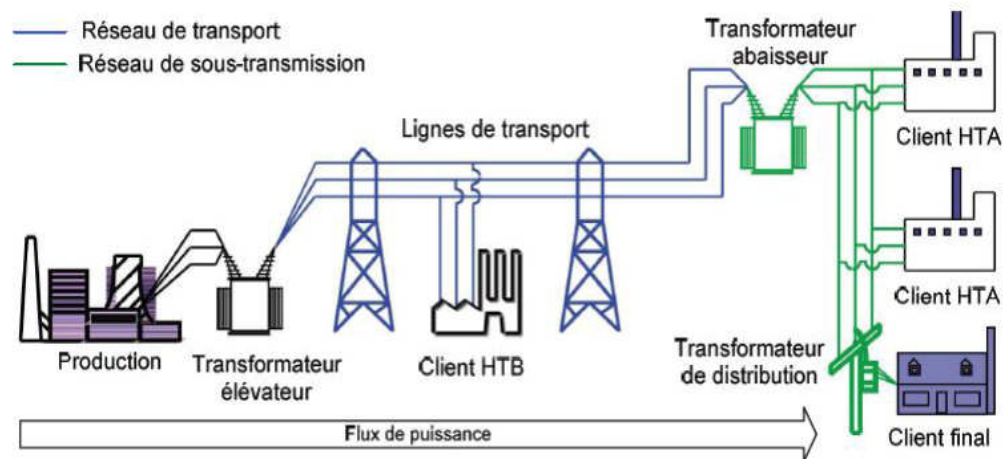 Réseau de transport
Réseau de sous-transmission
Transformateur
abaisseur
Lignes de transport
Client HTA
Client HTA
Production
Transformateur
élévateur
Client HTB
Transformateur
de distribution
Client final
Flux de puissance